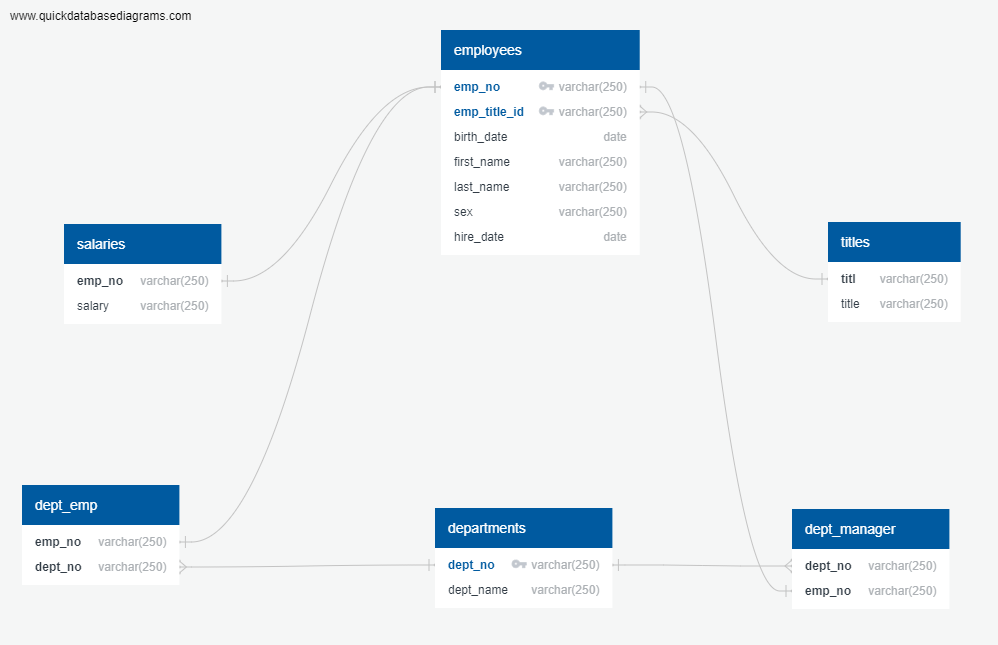 www.quickdatabasediagrams.com
employees
emp_no varchar(250)
emp_title_id varchar(250)
birth_date date
first_name varchar(250)
last_name varchar(250)
sex varchar(250)
hire_date date
salaries
emp_no varchar(250)
salary varchar(250)
titles
titl varchar(250)
title varchar(250)
dept_emp
emp_no varchar(250)
dept_no varchar(250)
departments
dept_no varchar(250)
dept_name varchar(250)
dept_manager
dept_no varchar(250)
emp_no varchar(250)